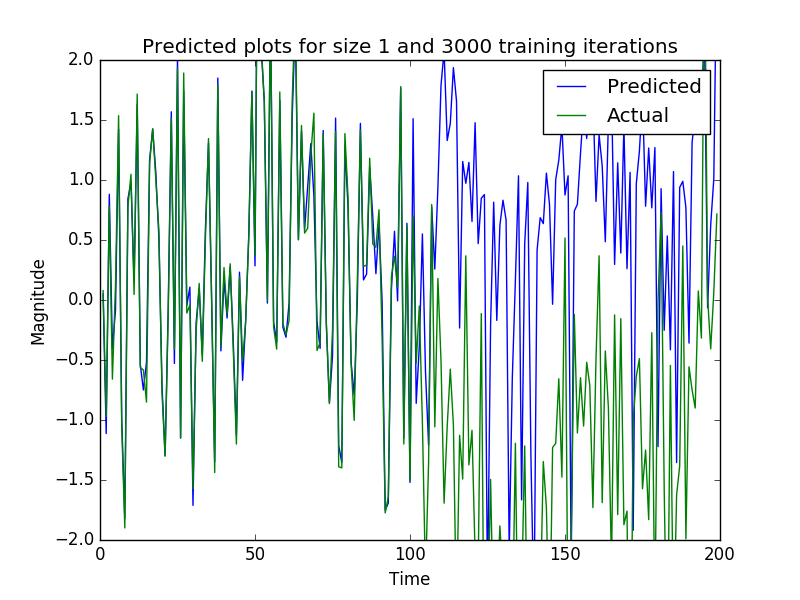 Predicted plots for size 1 and 3000 training iterations
Predicted
Actual
2.0
1.5
1.0
0.5
0.0
−0.5
−1.0
−1.5
−2.0
Magnitude
0 50 100 150 200
Time